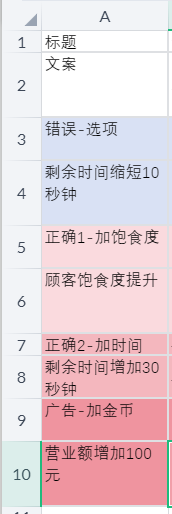 A
1
标题
2
文案
3
错误-选项
4
剩余时间缩短10
秒钟
5
正确1-加饱食度
6
顾客饱食度提升
7
正确2-加时间
8
剩余时间增加30
秒钟
9
广告-加金币
10
营业额增加100
元